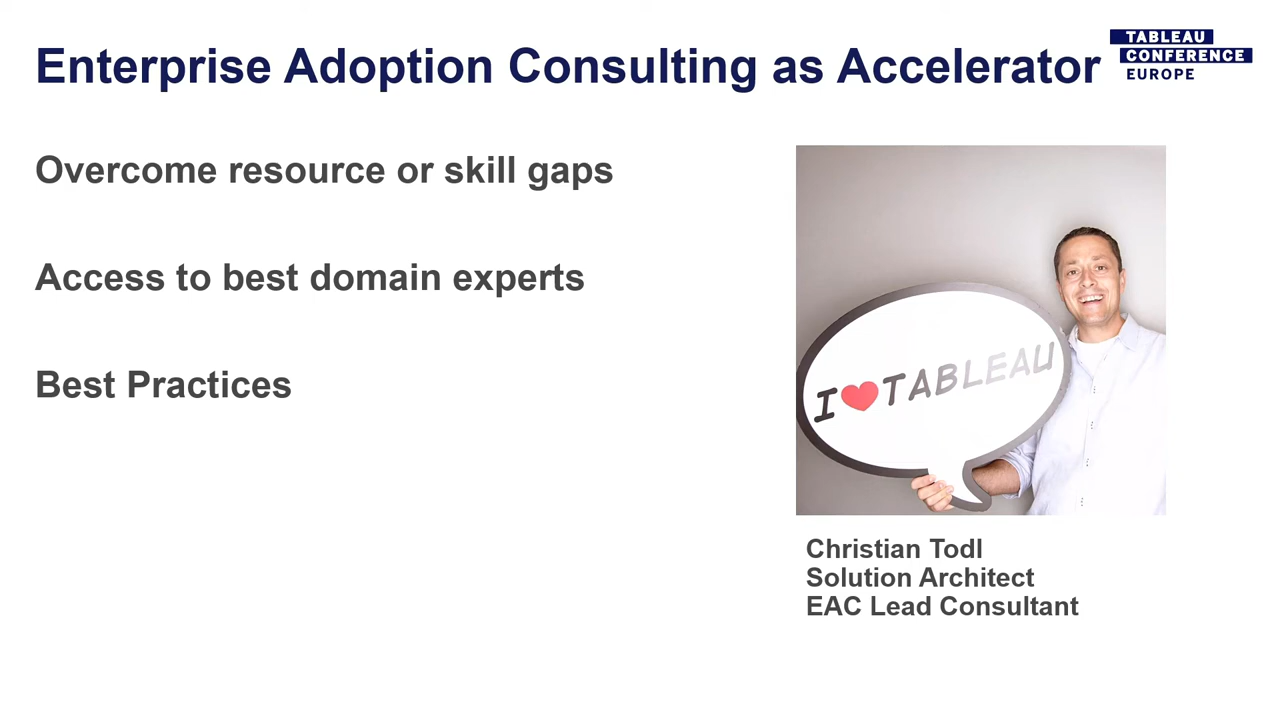 Enterprise Adoption Consulting as Accelerator
TABLEAU
CONFERENCE
EUROPE
Overcome resource or skill gaps
Access to best domain experts
Best Practices
I ❤ TABLEAU
Christian Todl
Solution Architect
EAC Lead Consultant